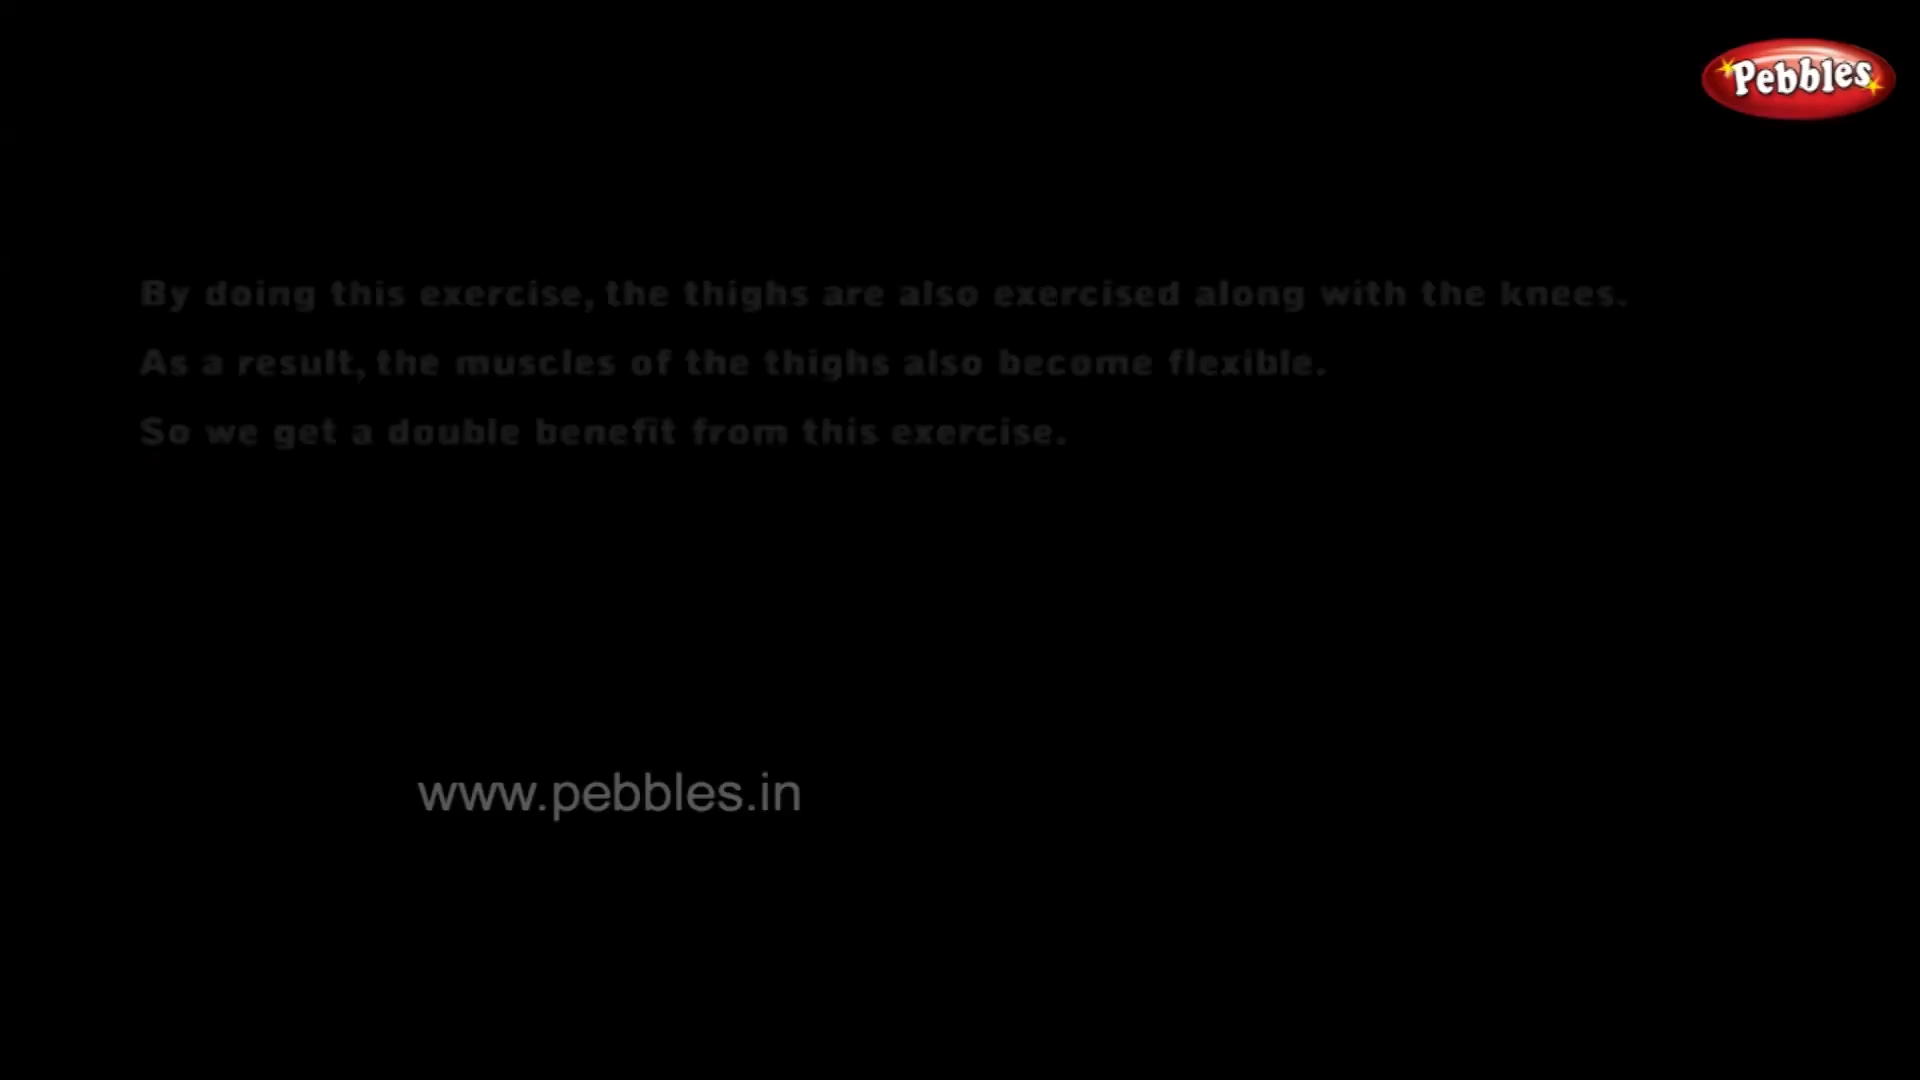 Pebbles
By doing this exercise, the thighs are also exercised along with the knees.
As a result, the muscles of the thighs also become flexible.
So we get a double benefit from this exercise.
www.pebbles.in